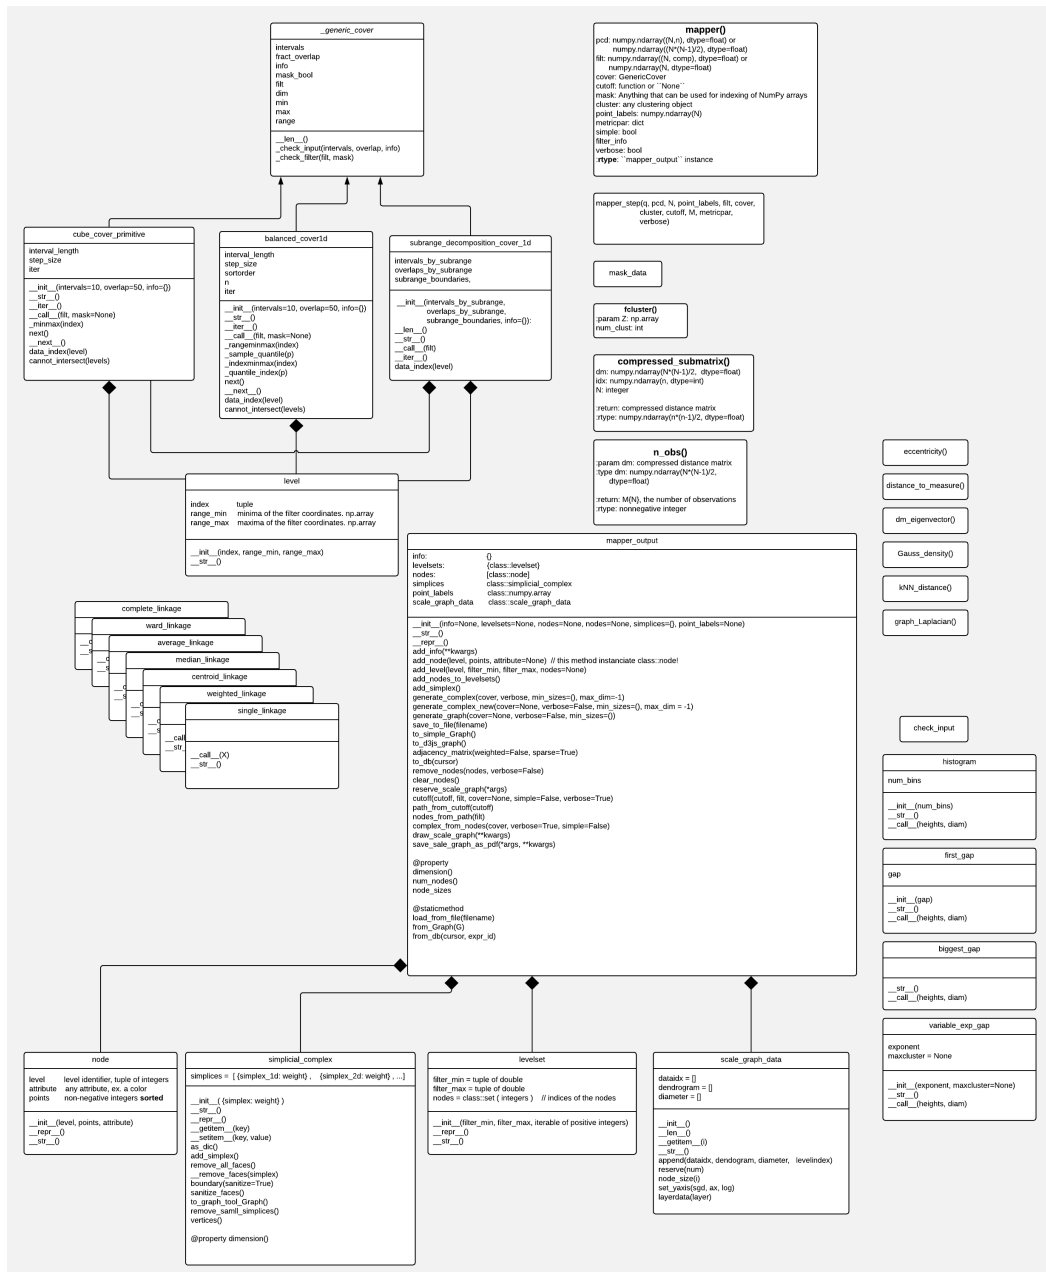 _generic_cover
intervals
fract_overlap
info
mask_bool
filt
dim
min
max
range
__len__()
_check_input(intervals, overlap, info)
_check_filter(filt, mask)
mapper()
pcd: numpy.ndarray((N,n), dtype=float) or
numpy.ndarray((N*(N-1)/2), dtype=float)
filt: numpy.ndarray((N, comp), dtype=float) or
numpy.ndarray(N, dtype=float)
cover: GenericCover
cutoff: function or ``None``
mask: Anything that can be used for indexing of NumPy arrays
cluster: any clustering object
point_labels: numpy.ndarray(N)
metricpar: dict
simple: bool
filter_info
verbose: bool
:rtype: ``mapper_output`` instance
mapper_step(q, pcd, N, point_labels, filt, cover,
cluster, cutoff, M, metricpar,
verbose)
mask_data
fcluster()
:param Z: np.array
num_clust: int
compressed_submatrix()
dm: numpy.ndarray(N*(N-1)/2, dtype=float)
idx: numpy.ndarray(n, dtype=int)
N: integer
:return: compressed distance matrix
:rtype: numpy.ndarray(n*(n-1)/2, dtype=float)
n_obs()
:param dm: compressed distance matrix
:type dm: numpy.ndarray(N*(N-1)/2,
dtype=float)
:return: M{N}, the number of observations
:rtype: nonnegative integer
cube_cover_primitive
interval_length
step_size
iter
__init__(intervals=10, overlap=50, info={})
__str__()
__iter__()
__call__(filt, mask=None)
_minmax(index)
next()
__next__()
data_index(level)
cannot_intersect(levels)
balanced_cover1d
interval_length
step_size
sortorder
n
iter
__init__(intervals=10, overlap=50, info={})
__str__()
__iter__()
__call__(filt, mask=None)
_rangeminmax(index)
_sample_quantile(p)
_indexminmax(index)
_quantile_index(p)
next()
__next__()
data_index(level)
cannot_intersect(levels)
subrange_decomposition_cover_1d
intervals_by_subrange
overlaps_by_subrange
subrange_boundaries,
__init__(intervals_by_subrange,
overlaps_by_subrange,
subrange_boundaries, info={}):
__len__()
__str__()
__call__(filt)
__iter__()
data_index(level)
level
index tuple
range_min minima of the filter coordinates. np.array
range_max maxima of the filter coordinates. np.array
__init__(index, range_min, range_max)
__str__()
eccentricity()
distance_to_measure()
dm_eigenvector()
Gauss_density()
kNN_distance()
graph_Laplacian()
complete_linkage
ward_linkage
average_linkage
median_linkage
centroid_linkage
weighted_linkage
single_linkage
__call__(X)
__str__()
mapper_output
info: {}
levelsets: {class::levelset}
nodes: [class::node]
simplices class::simplicial_complex
point_labels class::numpy.array
scale_graph_data class::scale_graph_data
__init__(info=None, levelsets=None, nodes=None, nodes=None, simplices={}, point_labels=None)
__str__()
__repr__()
add_info(**kwargs)
add_node(level, points, attribute=None) // this method instanciate class::node!
add_level(level, filter_min, filter_max, nodes=None)
add_nodes_to_levelsets()
add_simplex()
generate_complex(cover, verbose, min_sizes=(), max_dim=-1)
generate_complex_new(cover=None, verbose=False, min_sizes=(), max_dim = -1)
generate_graph(cover=None, verbose=False, min_sizes=())
save_to_file(filename)
to_simple_Graph()
to_d3js_graph()
adjacency_matrix(weighted=False, sparse=True)
to_db(cursor)
remove_nodes(nodes, verbose=False)
clear_nodes()
reserve_scale_graph(*args)
cutoff(cutoff, filt, cover=None, simple=False, verbose=True)
path_from_cutoff(cutoff)
nodes_from_path(filt)
complex_from_nodes(cover, verbose=True, simple=False)
draw_scale_graph(**kwargs)
save_sale_graph_as_pdf(*args, **kwargs)
@property
dimension()
num_nodes()
node_sizes
@staticmethod
load_from_file(filename)
from_Graph(G)
from_db(cursor, expr_id)
check_input
histogram
num_bins
__init__(num_bins)
__str__()
__call__(heights, diam)
first_gap
gap
__init__(gap)
__str__()
__call__(heights, diam)
biggest_gap
__str__()
__call__(heights, diam)
variable_exp_gap
exponent
maxcluster = None
__init__(exponent, maxcluster=None)
__str__()
__call__(heights, diam)
node
level level identifier, tuple of integers
attribute any attribute, ex. a color
points non-negative integers sorted
__init__(level, points, attribute)
__repr__()
__str__()
simplicial_complex
simplices = [ {simplex_1d: weight} , {simplex_2d: weight} , ...]
__init__( {simplex: weight} )
__str__()
__repr__()
__getitem__(key)
__setitem__(key, value)
as_dic()
add_simplex()
remove_all_faces()
__remove_faces(simplex)
boundary(sanitize=True)
sanitize_faces()
to_graph_tool_Graph()
remove_samll_simplices()
vertices()
@property dimension()
levelset
filter_min = tuple of double
filter_max = tuple of double
nodes = class::set ( integers ) // indices of the nodes
__init__(filter_min, filter_max, iterable of positive integers)
__repr__()
__str__()
scale_graph_data
dataidx = []
dendrogram = []
diameter = []
__init__()
__len__()
__getitem__(i)
__str__()
append(dataidx, dendogram, diameter, levelindex)
reserve(num)
node_size(i)
set_yaxis(sgd, ax, log)
layerdata(layer)